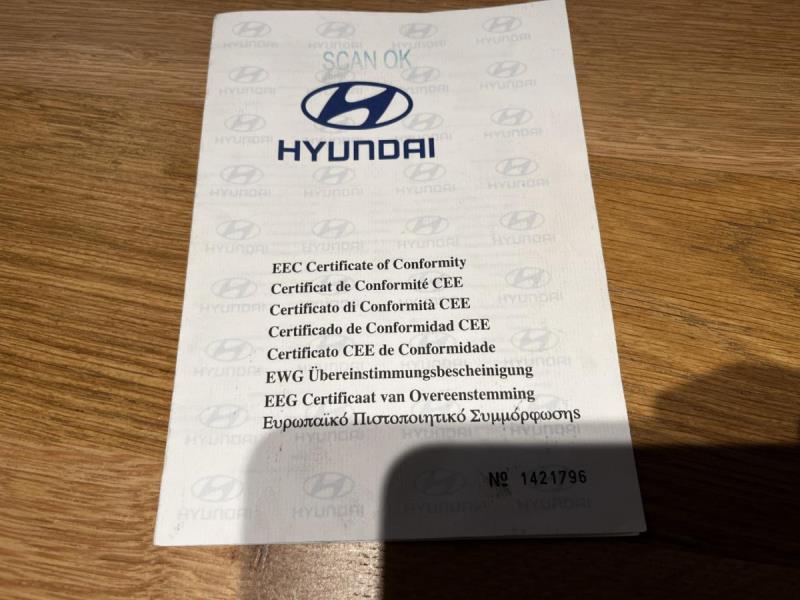 SCAN OK
HYUNDAI
EEC Certificate of Conformity
Certificat de Conformité CEE
Certificato di Conformità CEE
Certificado de Conformidad CEE
Certificato CEE de Conformidade
EWG Übereinstimmungsbescheinigung
EEG Certificaat van Overeenstemming
Ευρωπαϊκό Πιστοποιητικό Συμμόρφωσης
Nº 1421796